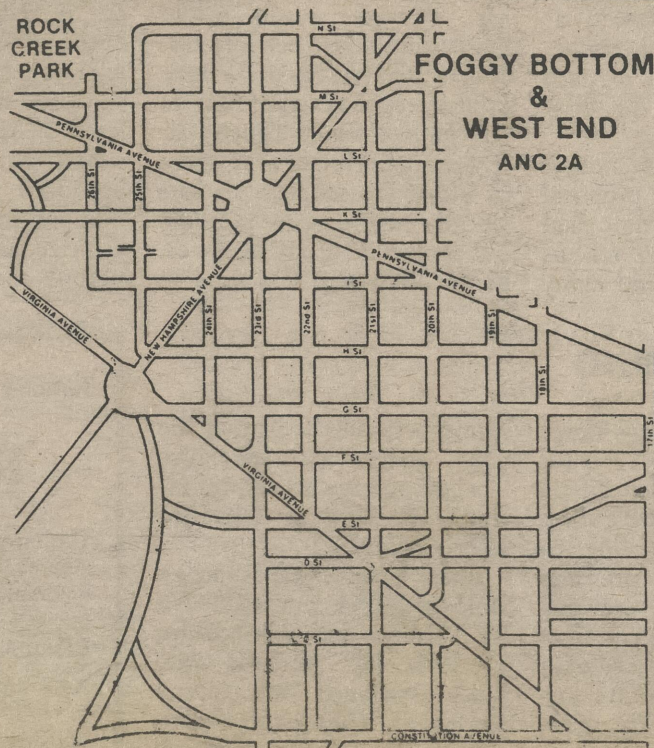 ROCK
CREEK
PARK
FOGGY BOTTOM
&
WEST END
ANC 2A
N St
M St
PENNSYLVANIA AVENUE
L St
26th St
25th St
K St
PENNSYLVANIA AVENUE
I St
VIRGINIA AVENUE
NEW HAMPSHIRE AVENUE
24th St
23rd St
22nd St
21st St
20th St
19th St
H St
18th St
G St
17th St
F St
VIRGINIA AVENUE
E St
D St
C St
CONSTITUTION AVENUE